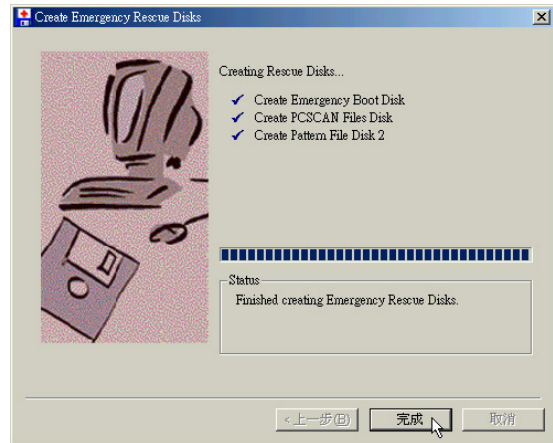 Create Emergency Rescue Disks
Creating Rescue Disks...
Create Emergency Boot Disk
Create PCSCAN Files Disk
Create Pattern File Disk 2
Status
Finished creating Emergency Rescue Disks.
<上一步(B)
完成
取消